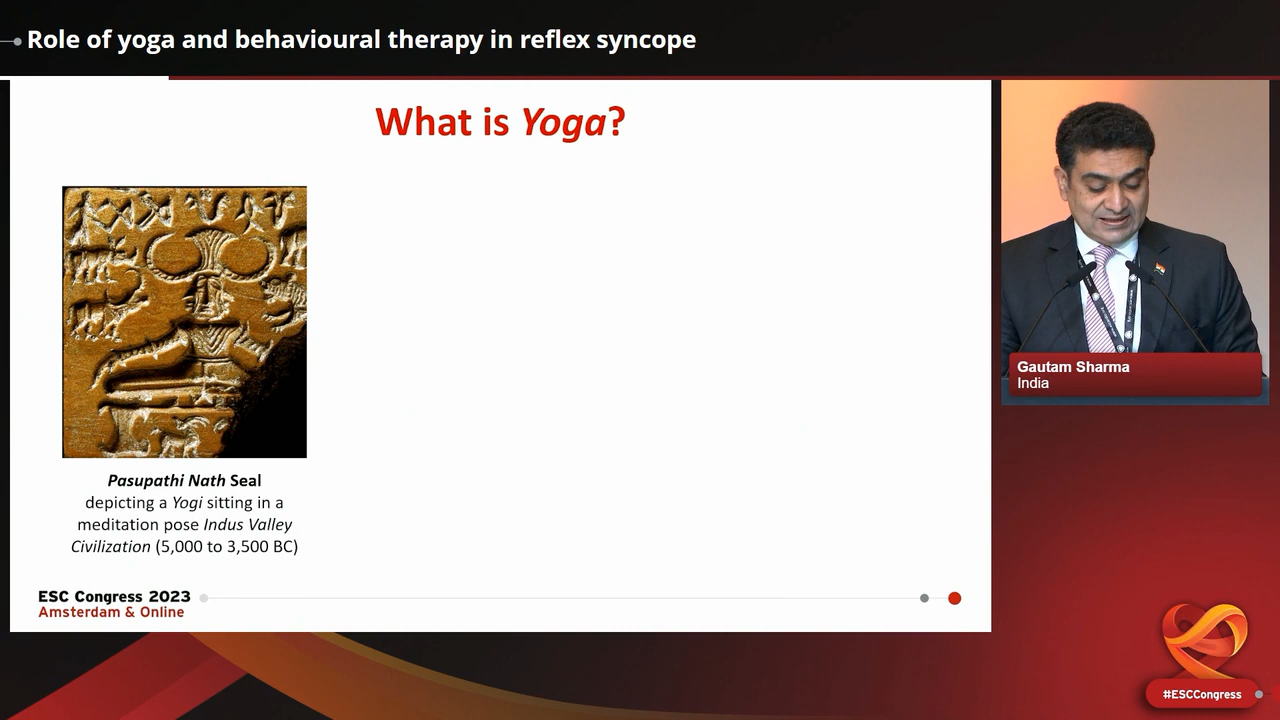 Role of yoga and behavioural therapy in reflex syncope
What is Yoga?
Pasupathi Nath Seal
depicting a Yogi sitting in a
meditation pose Indus Valley
Civilization (5,000 to 3,500 BC)
ESC Congress 2023
Amsterdam & Online
Gautam Sharma
India
#ESCCongress